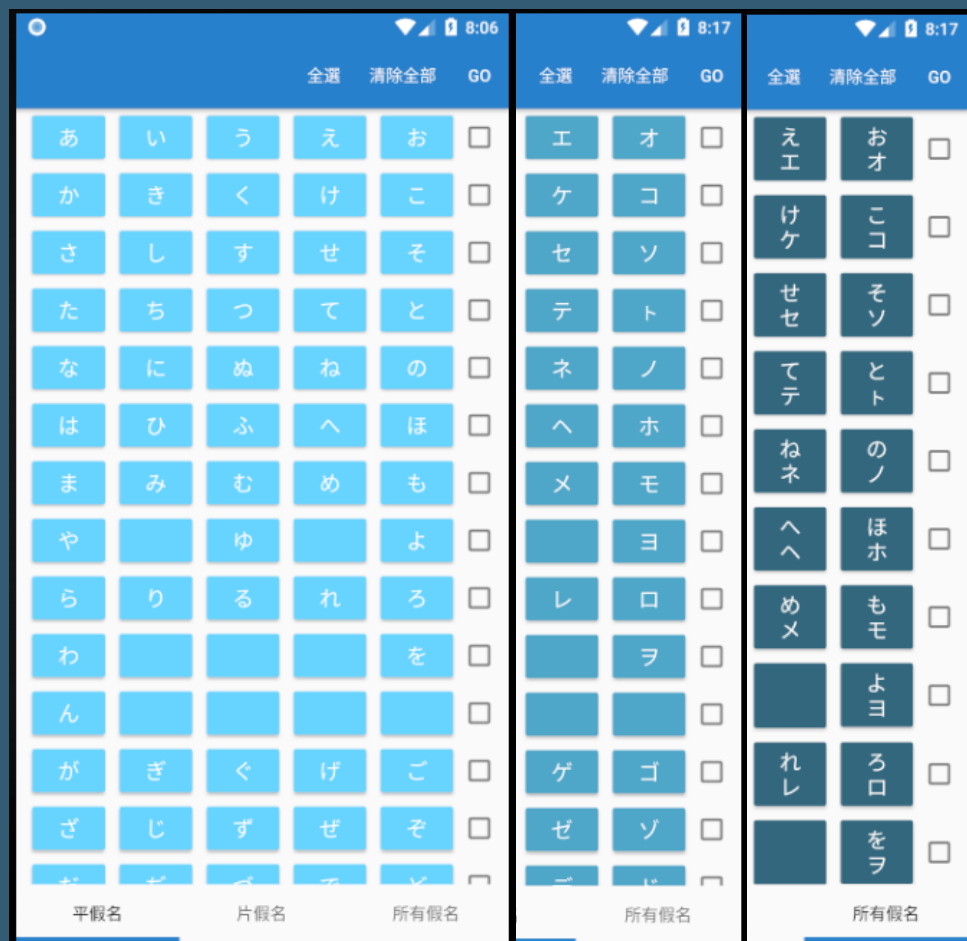 8:06
全選 清除全部 GO
あ い う え お
か き く け こ
さ し す せ そ
た ち つ て と
な に ぬ ね の
は ひ ふ へ ほ
ま み む め も
や ゆ よ
ら り る れ ろ
わ を
ん
が ぎ ぐ げ ご
ざ じ ず ぜ ぞ
平假名 片假名 所有假名
8:17
全選 清除全部 GO
エ オ
ケ コ
セ ソ
テ ト
ネ ノ
ヘ ホ
メ モ
ヨ
レ ロ
ヲ
ゲ ゴ
ゼ ゾ
所有假名
8:17
全選 清除全部 GO
え お
エ オ
け こ
ケ コ
せ そ
セ ソ
て と
テ ト
ね の
ネ ノ
へ ほ
ヘ ホ
め も
メ モ
よ
ヨ
れ ろ
レ ロ
を
ヲ
所有假名